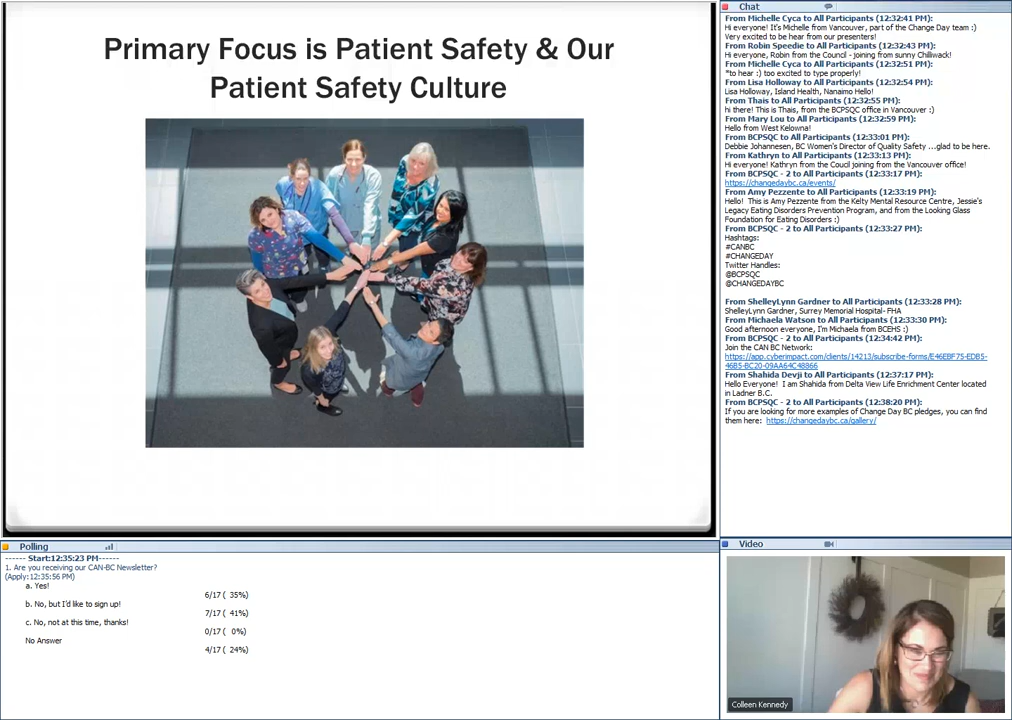 Primary Focus is Patient Safety & Our
Patient Safety Culture
Chat
From Michelle Cyca to All Participants (12:32:41 PM):
Hi everyone! It's Michelle from Vancouver, part of the Change Day team :)
Very excited to be hear from our presenters!
From Robin Speedie to All Participants (12:32:43 PM):
Hi everyone, Robin from the Council - joining from sunny Chilliwack!
From Michelle Cyca to All Participants (12:32:51 PM):
*to hear :) too excited to type properly!
From Lisa Holloway to All Participants (12:32:54 PM):
Lisa Holloway, Island Health, Nanaimo Hello!
From Thais to All Participants (12:32:55 PM):
hi there! This is Thais, from the BCPSQC office in Vancouver :)
From Mary Lou to All Participants (12:32:59 PM):
Hello from West Kelowna!
From BCPSQC to All Participants (12:33:01 PM):
Debbie Johannesen, BC Women's Director of Quality Safety ...glad to be here.
From Kathryn to All Participants (12:33:13 PM):
Hi everyone! Kathryn from the Coucil joining from the Vancouver office!
From BCPSQC - 2 to All Participants (12:33:17 PM):
https://changedaybc.ca/events/
From Amy Pezzente to All Participants (12:33:19 PM):
Hello!  This is Amy Pezzente from the Kelty Mental Resource Centre, Jessie's
Legacy Eating Disorders Prevention Program, and from the Looking Glass
Foundation for Eating Disorders :)
From BCPSQC - 2 to All Participants (12:33:27 PM):
Hashtags:
#CANBC
#CHANGEDAY
Twitter Handles:
@BCPSQC
@CHANGEDAYBC
From ShelleyLynn Gardner to All Participants (12:33:28 PM):
ShelleyLynn Gardner, Surrey Memorial Hospital- FHA
From Michaela Watson to All Participants (12:33:30 PM):
Good afternoon everyone, I'm Michaela from BCEHS :)
From BCPSQC - 2 to All Participants (12:34:42 PM):
Join the CAN BC Network:
https://app.cyberimpact.com/clients/14213/subscribe-forms/E46EBF75-EDB5-
46B5-BC20-09AA64C48866
From Shahida Devji to All Participants (12:37:17 PM):
Hello Everyone!  I am Shahida from Delta View Life Enrichment Center located
in Ladner B.C.
From BCPSQC - 2 to All Participants (12:38:20 PM):
If you are looking for more examples of Change Day BC pledges, you can find
them here:  https://changedaybc.ca/gallery/
Polling
------ Start:12:35:23 PM------
1. Are you receiving our CAN-BC Newsletter?
(Apply:12:35:56 PM)
a. Yes!
6/17 ( 35%)
b. No, but I'd like to sign up!
7/17 ( 41%)
c. No, not at this time, thanks!
0/17 ( 0%)
No Answer
4/17 ( 24%)
Video
Colleen Kennedy